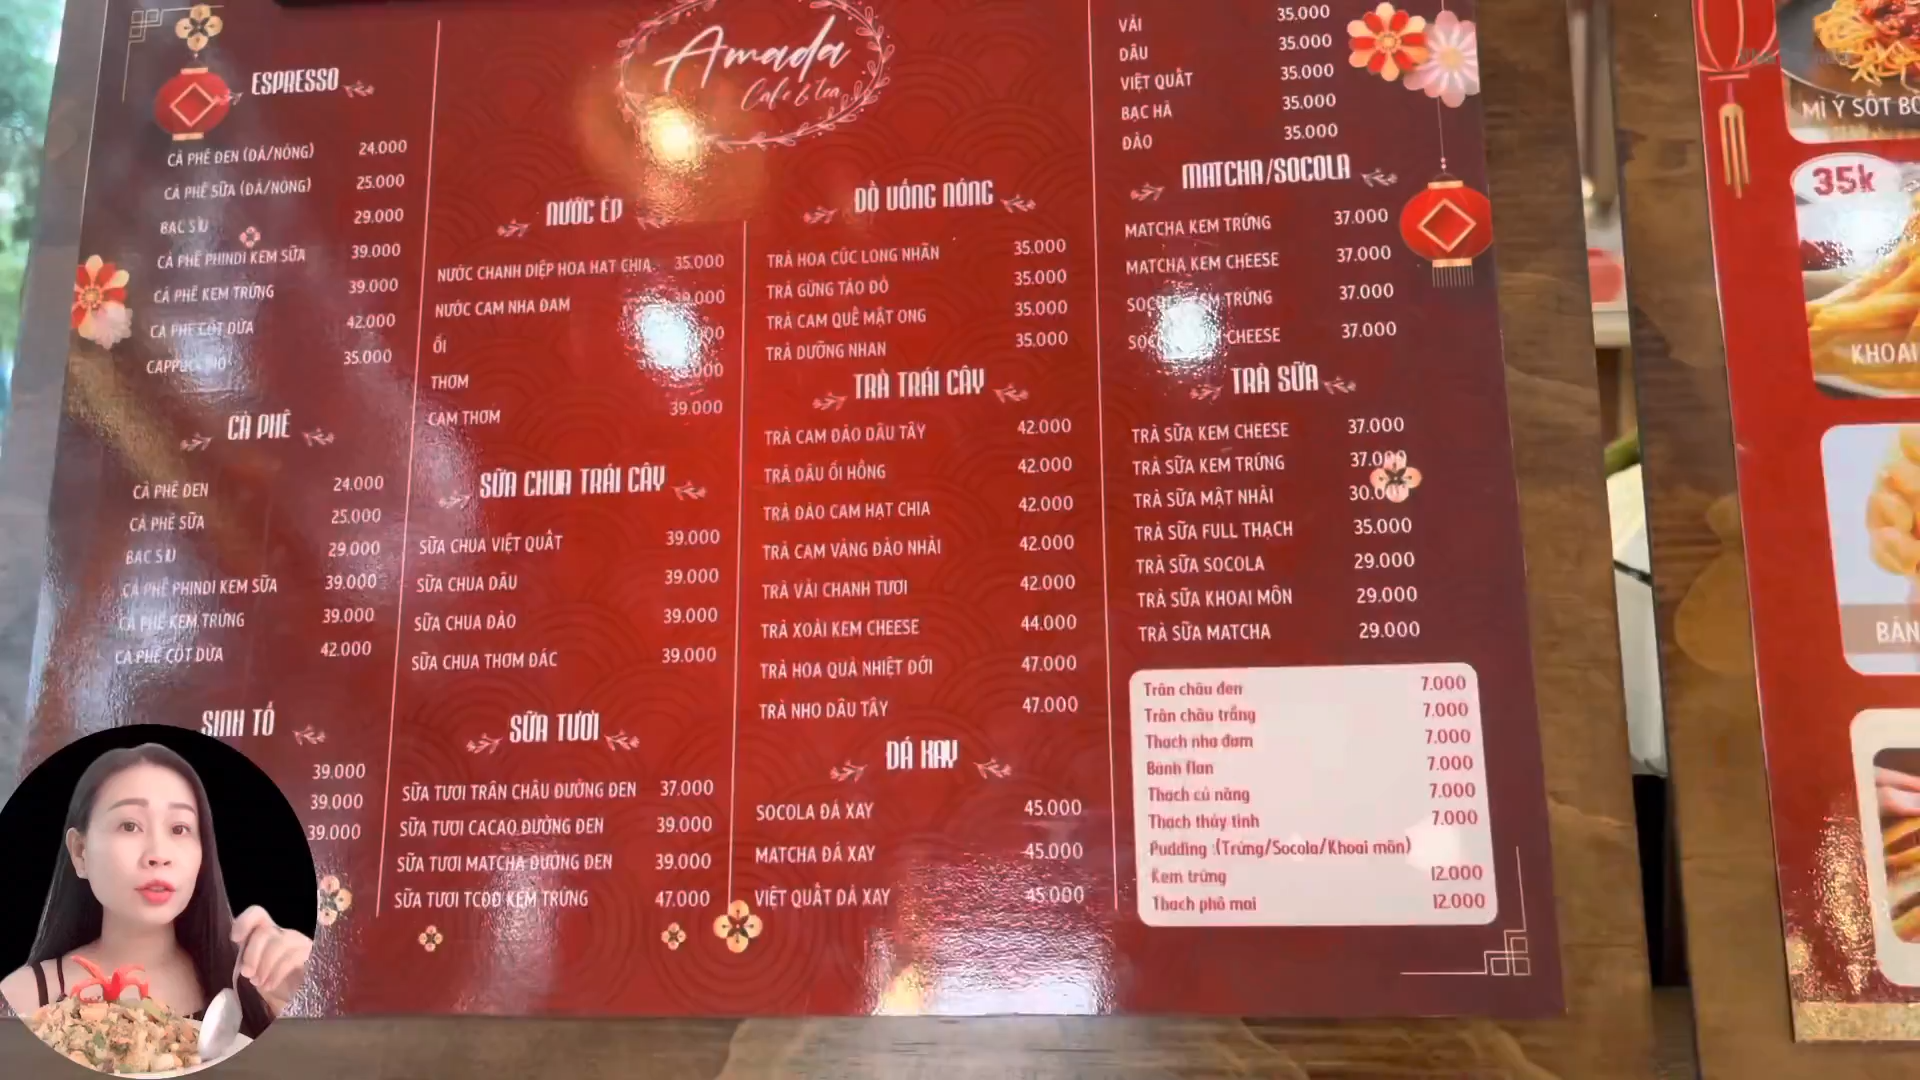 Amada
Cafe & tea
ESPRESSO
CÀ PHÊ ĐEN (ĐÁ/NÓNG) 24.000
CÀ PHÊ SỮA (ĐÁ/NÓNG) 25.000
BẠC SỈU 29.000
CÀ PHÊ PHINDI KEM SỮA 39.000
CÀ PHÊ KEM TRỨNG 39.000
CÀ PHÊ CỐT DỪA 42.000
35.000
CÀ PHÊ
CÀ PHÊ ĐEN 24.000
CÀ PHÊ SỮA 25.000
BẠC SỈU 29.000
CÀ PHÊ PHINDI KEM SỮA 39.000
CÀ PHÊ KEM TRỨNG 39.000
CÀ PHÊ CỐT DỪA 42.000
SINH TỐ
39.000
39.000
39.000
NƯỚC ÉP
NƯỚC CHANH DIỆP HOA HẠT CHIA 35.000
NƯỚC CAM NHA ĐAM
ỔI
THƠM
CAM THƠM 39.000
SỮA CHUA TRÁI CÂY
SỮA CHUA VIỆT QUẤT 39.000
SỮA CHUA DÂU 39.000
SỮA CHUA ĐÀO 39.000
SỮA CHUA THƠM ĐÁC 39.000
SỮA TƯƠI
SỮA TƯƠI TRÂN CHÂU ĐƯỜNG ĐEN 37.000
SỮA TƯƠI CACAO ĐƯỜNG ĐEN 39.000
SỮA TƯƠI MATCHA ĐƯỜNG ĐEN 39.000
SỮA TƯƠI TCĐĐ KEM TRỨNG 47.000
ĐỒ UỐNG NÓNG
TRÀ HOA CÚC LONG NHÃN 35.000
TRÀ GỪNG TÁO ĐỎ 35.000
TRÀ CAM QUẾ MẬT ONG 35.000
TRÀ DƯỠNG NHAN 35.000
TRÀ TRÁI CÂY
TRÀ CAM ĐÀO DÂU TÂY 42.000
TRÀ DÂU ỔI HỒNG 42.000
TRÀ ĐÀO CAM HẠT CHIA 42.000
TRÀ CAM VÀNG ĐÀO NHÀI 42.000
TRÀ VẢI CHANH TƯƠI 42.000
TRÀ XOÀI KEM CHEESE 44.000
TRÀ HOA QUẢ NHIỆT ĐỚI 47.000
TRÀ NHO DÂU TÂY 47.000
ĐÁ XAY
SOCOLA ĐÁ XAY 45.000
MATCHA ĐÁ XAY 45.000
VIỆT QUẤT ĐÁ XAY 45.000
VẢI 35.000
DÂU 35.000
VIỆT QUẤT 35.000
BẠC HÀ 35.000
ĐÀO 35.000
MATCHA/SOCOLA
MATCHA KEM TRỨNG 37.000
MATCHA KEM CHEESE 37.000
TRỨNG 37.000
CHEESE 37.000
TRÀ SỮA
TRÀ SỮA KEM CHEESE 37.000
TRÀ SỮA KEM TRỨNG 37.000
TRÀ SỮA MẬT NHÀI 30.000
TRÀ SỮA FULL THẠCH 35.000
TRÀ SỮA SOCOLA 29.000
TRÀ SỮA KHOAI MÔN 29.000
TRÀ SỮA MATCHA 29.000
Trân châu đen 7.000
Trân châu trắng 7.000
Thạch nha đam 7.000
Bánh flan 7.000
Thạch củ năng 7.000
Thạch thủy tinh 7.000
Pudding :(Trứng/Socola/Khoai môn)
Kem trứng 12.000
Thạch phô mai 12.000
MÌ Ý SỐT
35k
KHOAI